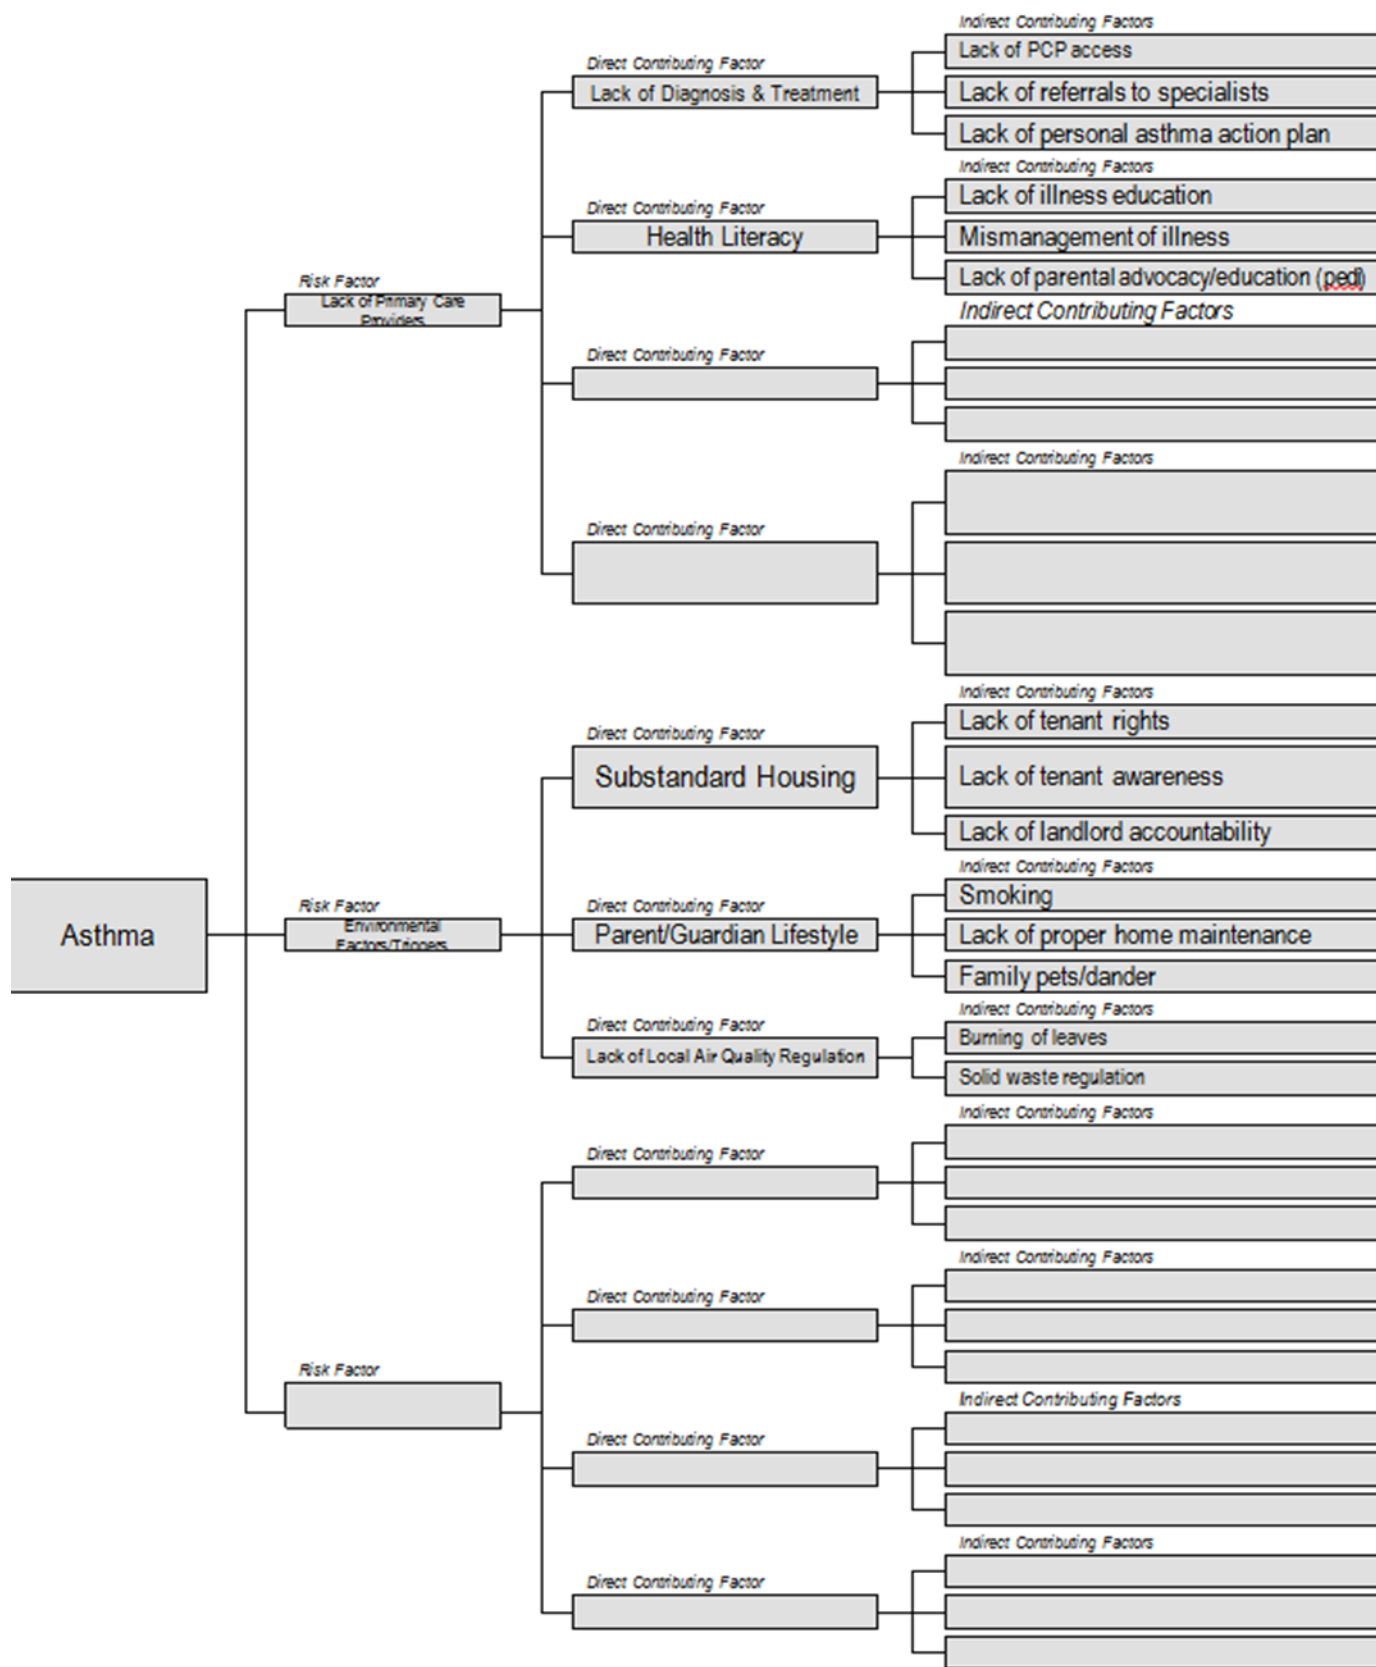 Indirect Contributing Factors
Lack of PCP access
Direct Contributing Factor
Lack of Diagnosis & Treatment
Lack of referrals to specialists
Lack of personal asthma action plan
Indirect Contributing Factors
Lack of illness education
Direct Contributing Factor
Health Literacy
Mismanagement of illness
Lack of parental advocacy/education (pedi)
Risk Factor
Lack of Primary Care
Providers
Indirect Contributing Factors
Direct Contributing Factor
Indirect Contributing Factors
Direct Contributing Factor
Indirect Contributing Factors
Lack of tenant rights
Direct Contributing Factor
Substandard Housing
Lack of tenant awareness
Lack of landlord accountability
Indirect Contributing Factors
Smoking
Asthma
Risk Factor
Environmental
Factors/Triggers
Direct Contributing Factor
Parent/Guardian Lifestyle
Lack of proper home maintenance
Family pets/dander
Indirect Contributing Factors
Direct Contributing Factor
Lack of Local Air Quality Regulation
Burning of leaves
Solid waste regulation
Indirect Contributing Factors
Direct Contributing Factor
Indirect Contributing Factors
Direct Contributing Factor
Risk Factor
Indirect Contributing Factors
Direct Contributing Factor
Indirect Contributing Factors
Direct Contributing Factor